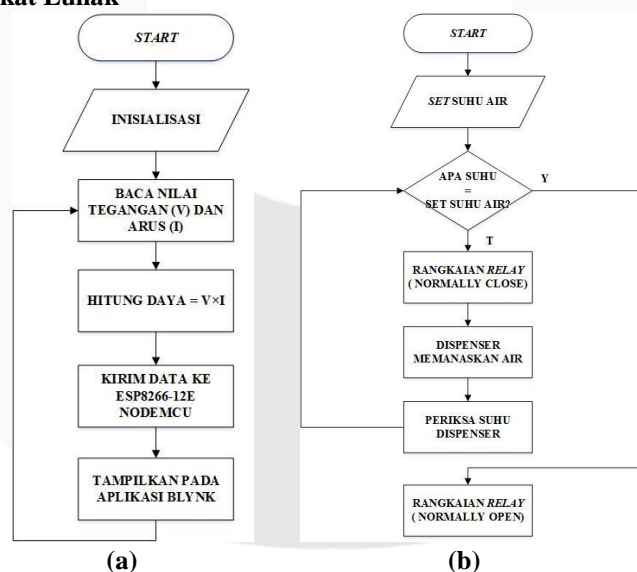 Lunak
START
INISIALISASI
BACA NILAI
TEGANGAN (V) DAN
ARUS (I)
HITUNG DAYA = V×I
KIRIM DATA KE
ESP8266-12E
NODEMCU
TAMPILKAN PADA
APLIKASI BLYNK
(a)
START
SET SUHU AIR
APA SUHU
=
SET SUHU AIR?
Y
T
RANGKAIAN RELAY
( NORMALLY CLOSE)
DISPENSER
MEMANASKAN AIR
PERIKSA SUHU
DISPENSER
RANGKAIAN RELAY
( NORMALLY OPEN)
(b)